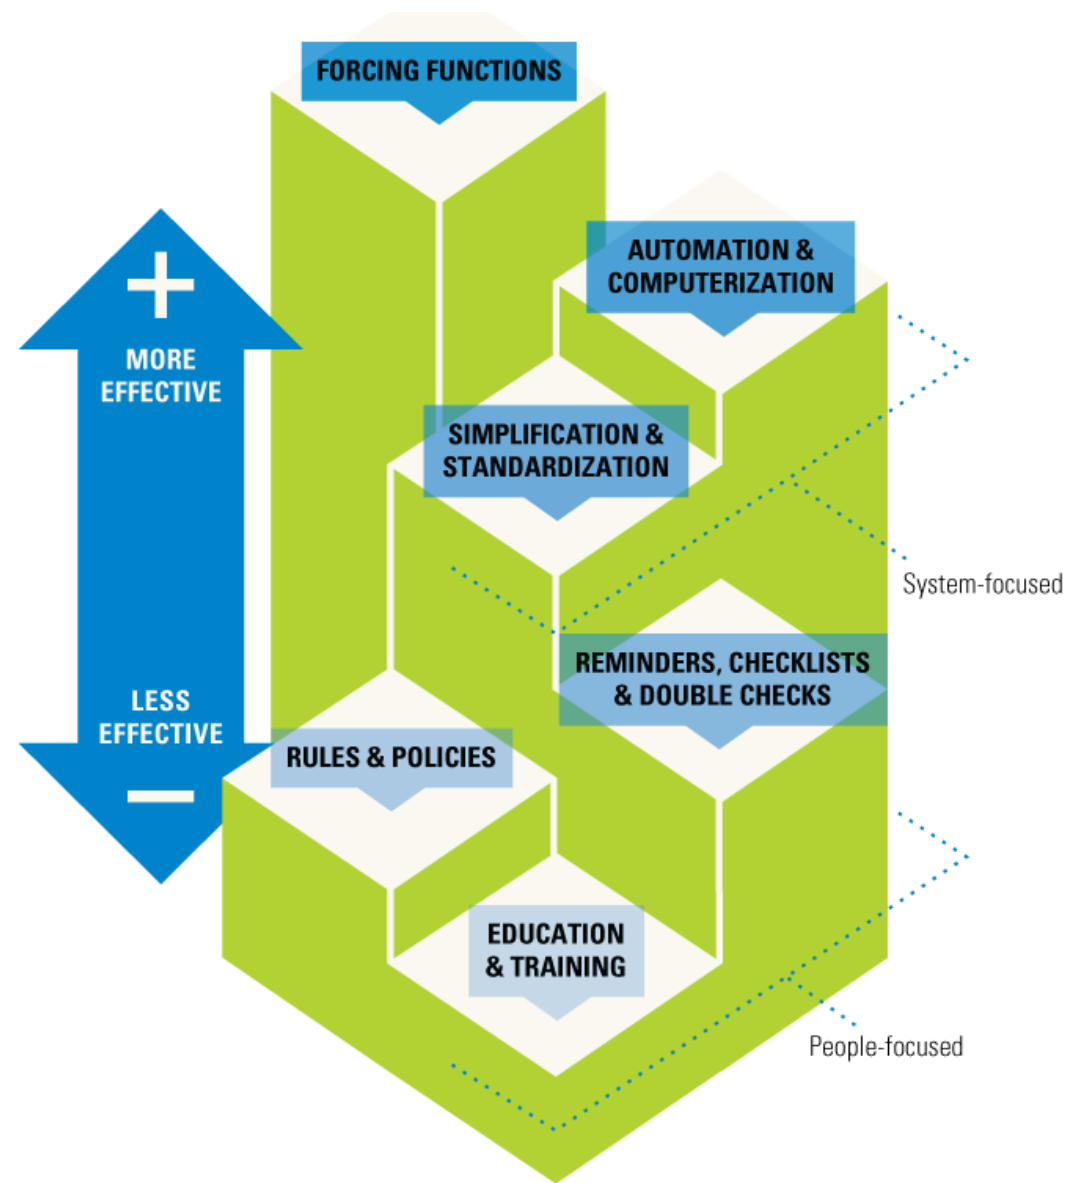 FORCING FUNCTIONS
AUTOMATION &
COMPUTERIZATION
+
MORE
EFFECTIVE
SIMPLIFICATION &
STANDARDIZATION
System-focused
REMINDERS, CHECKLISTS
& DOUBLE CHECKS
LESS
EFFECTIVE
–
RULES & POLICIES
EDUCATION
& TRAINING
People-focused